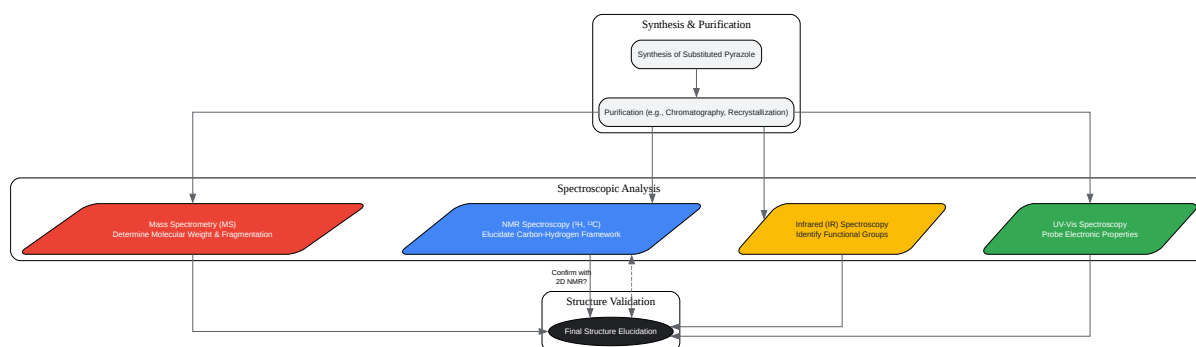 Synthesis & Purification
Synthesis of Substituted Pyrazole
Purification (e.g., Chromatography, Recrystallization)
Spectroscopic Analysis
Mass Spectrometry (MS)
Determine Molecular Weight & Fragmentation
NMR Spectroscopy (¹H, ¹³C)
Elucidate Carbon-Hydrogen Framework
Infrared (IR) Spectroscopy
Identify Functional Groups
UV-Vis Spectroscopy
Probe Electronic Properties
Confirm with
2D NMR?
Structure Validation
Final Structure Elucidation